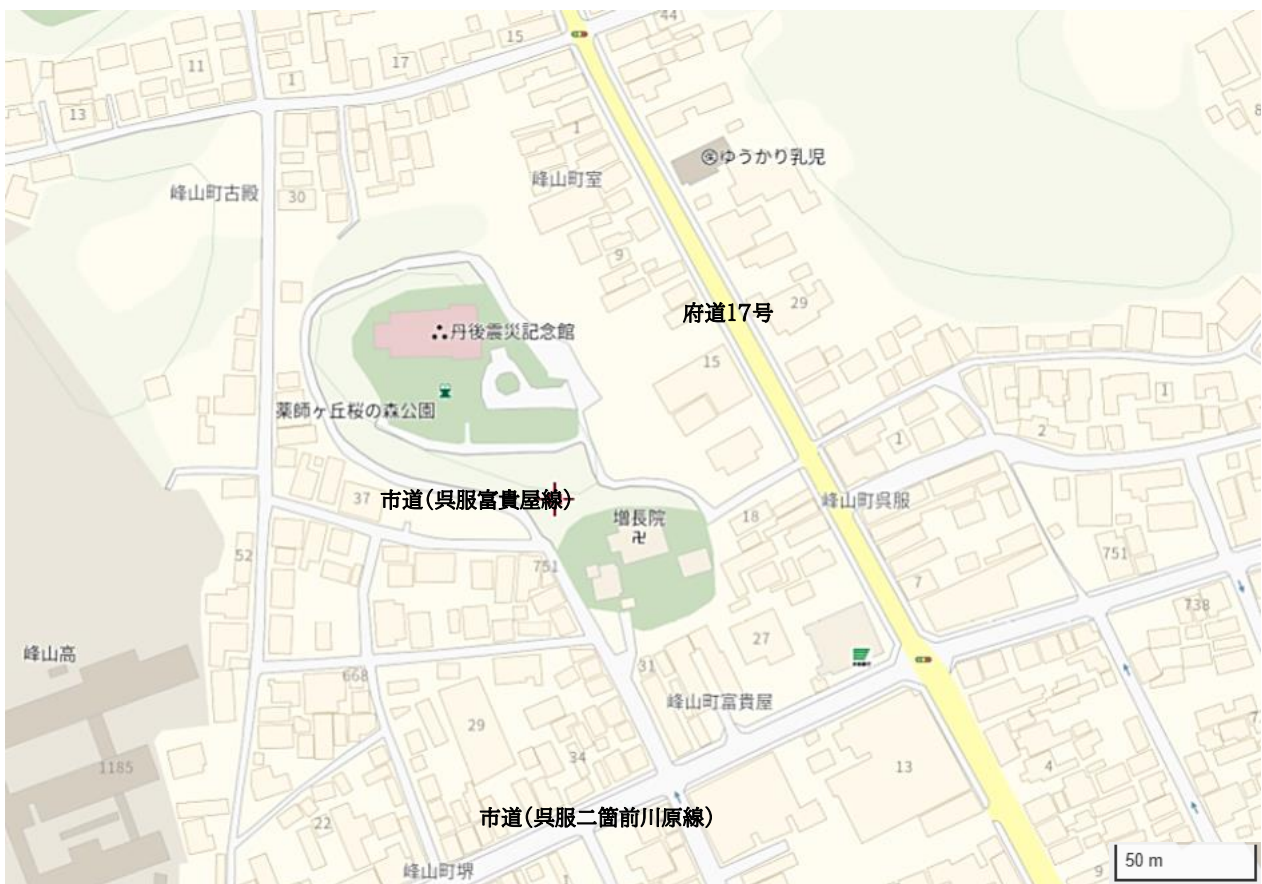 44
15
17
11
1
13
1
ゆうかり乳児
峰山町室
峰山町古殿
30
9
府道17号
29
丹後震災記念館
15
1
薬師ヶ丘桜の森公園
2
1
37
市道(呉服富貴屋線)
峰山町呉服
18
増長院
卍
52
751
751
7
738
27
峰山高
31
668
峰山町富貴屋
29
34
1185
13
4
市道(呉服二箇前川原線)
22
峰山町堺
1
9
50 m